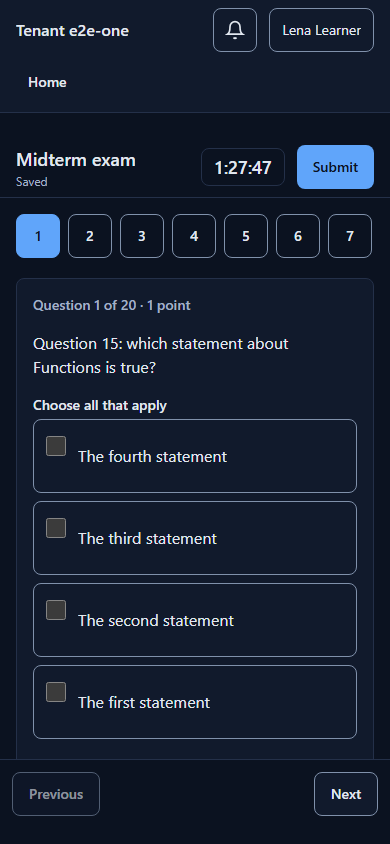 Tenant e2e-one
Lena Learner
Home
Midterm exam
Saved
1:27:47
Submit
1 2 3 4 5 6 7
Question 1 of 20 · 1 point
Question 15: which statement about
Functions is true?
Choose all that apply
The fourth statement
The third statement
The second statement
The first statement
Previous
Next